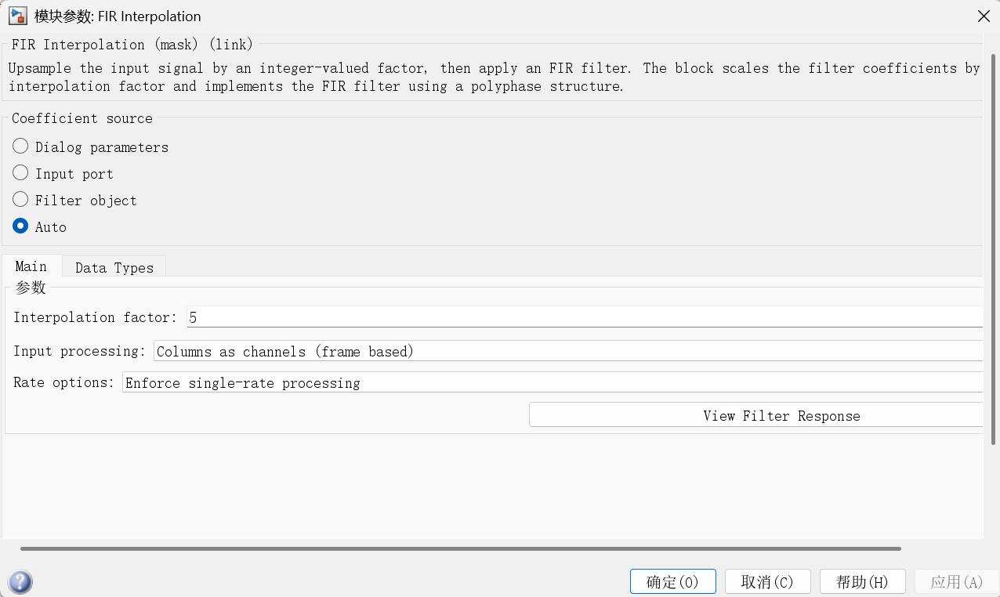 模块参数: FIR Interpolation
FIR Interpolation (mask) (link)
Upsample the input signal by an integer-valued factor, then apply an FIR filter. The block scales the filter coefficients by
interpolation factor and implements the FIR filter using a polyphase structure.
Coefficient source
Dialog parameters
Input port
Filter object
Auto
Main
Data Types
参数
Interpolation factor: 5
Input processing: Columns as channels (frame based)
Rate options: Enforce single-rate processing
View Filter Response
?
确定(O)
取消(C)
帮助(H)
应用(A)